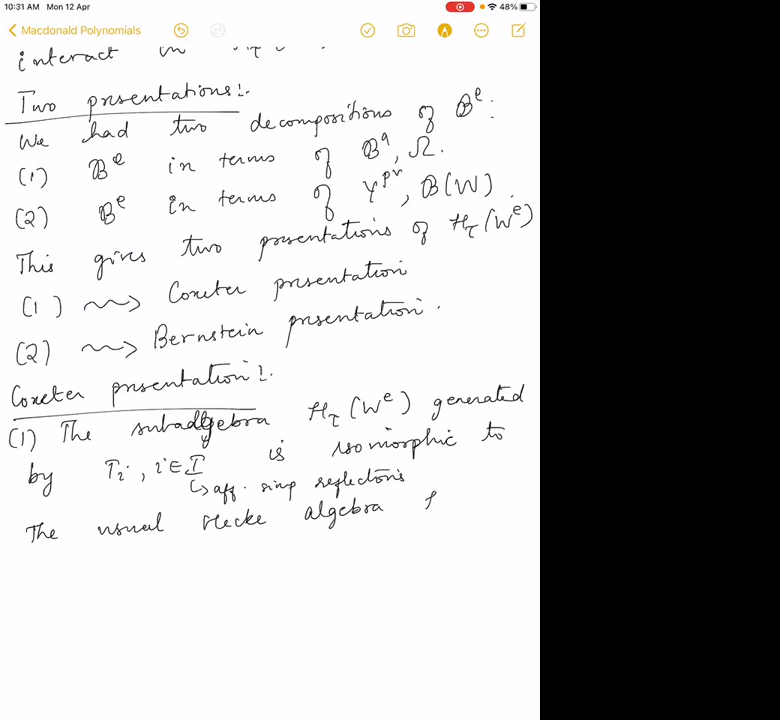 10:31 AM Mon 12 Apr
48%
Macdonald Polynomials
interact in
Two presentations:
We had two decompositions of 𝔹^e:
(1) 𝔹^e in terms of 𝔹^a, Ω.
(2) 𝔹^e in terms of Y^{pv}, 𝔹(W).
This gives two presentations of H_τ(W^e)
(1) ⇝ Coxeter presentation
(2) ⇝ Bernstein presentation.
Coxeter presentation:
(1) The subalgebra H_τ(W^e) generated
by T_i, i∈I is isomorphic to
↳ aff. simp reflections
The usual Hecke algebra